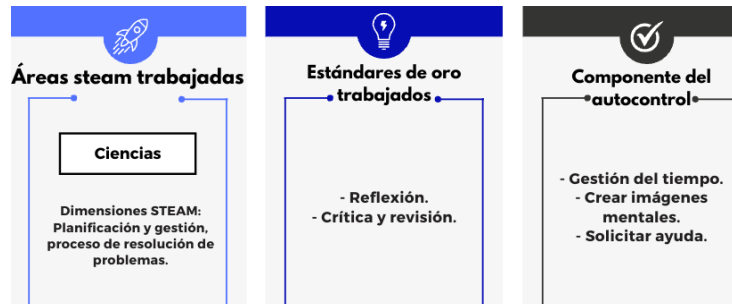 Áreas steam trabajadas
Ciencias
Dimensiones STEAM:
Planificación y gestión,
proceso de resolución de
problemas.
Estándares de oro
trabajados
- Reflexión.
- Crítica y revisión.
Componente del
autocontrol
- Gestión del tiempo.
- Crear imágenes
mentales.
- Solicitar ayuda.